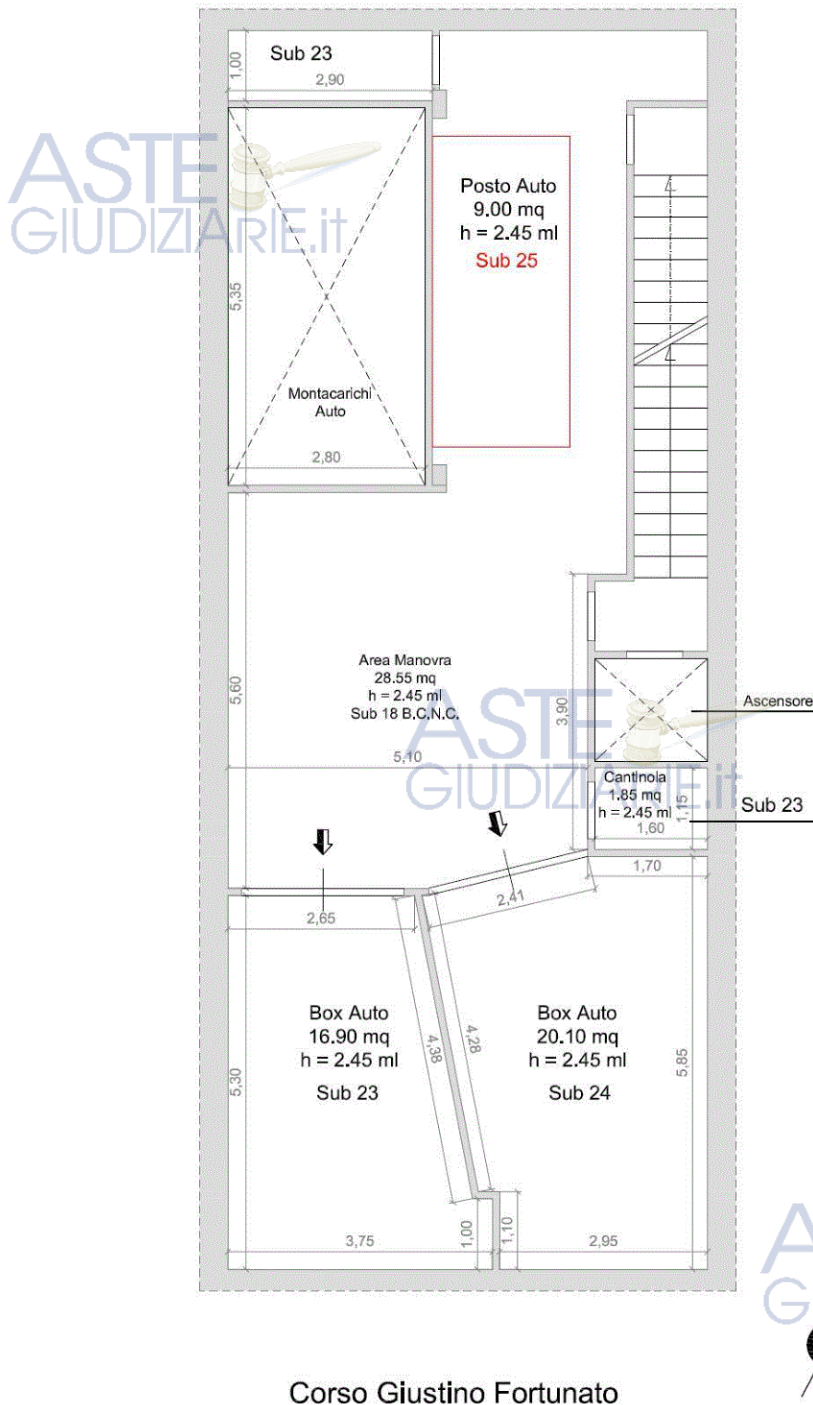 Sub 23
1,00
2,90
ASTE
GIUDIZIARIE.it
Posto Auto
9.00 mq
h = 2.45 ml
Sub 25
5,35
Montacarichi
Auto
2,80
Area Manovra
28.55 mq
h = 2.45 ml
Sub 18 B.C.N.C.
5,60
3,90
5,10
ASTE
GIUDIZIARIE.it
Ascensore
Cantinola
1.85 mq
h = 2.45 ml
1,15
1,60
Sub 23
1,70
2,65
2,41
Box Auto
16.90 mq
h = 2.45 ml
Sub 23
4,38
4,28
Box Auto
20.10 mq
h = 2.45 ml
Sub 24
5,30
5,85
3,75
1,00
1,10
2,95
Corso Giustino Fortunato